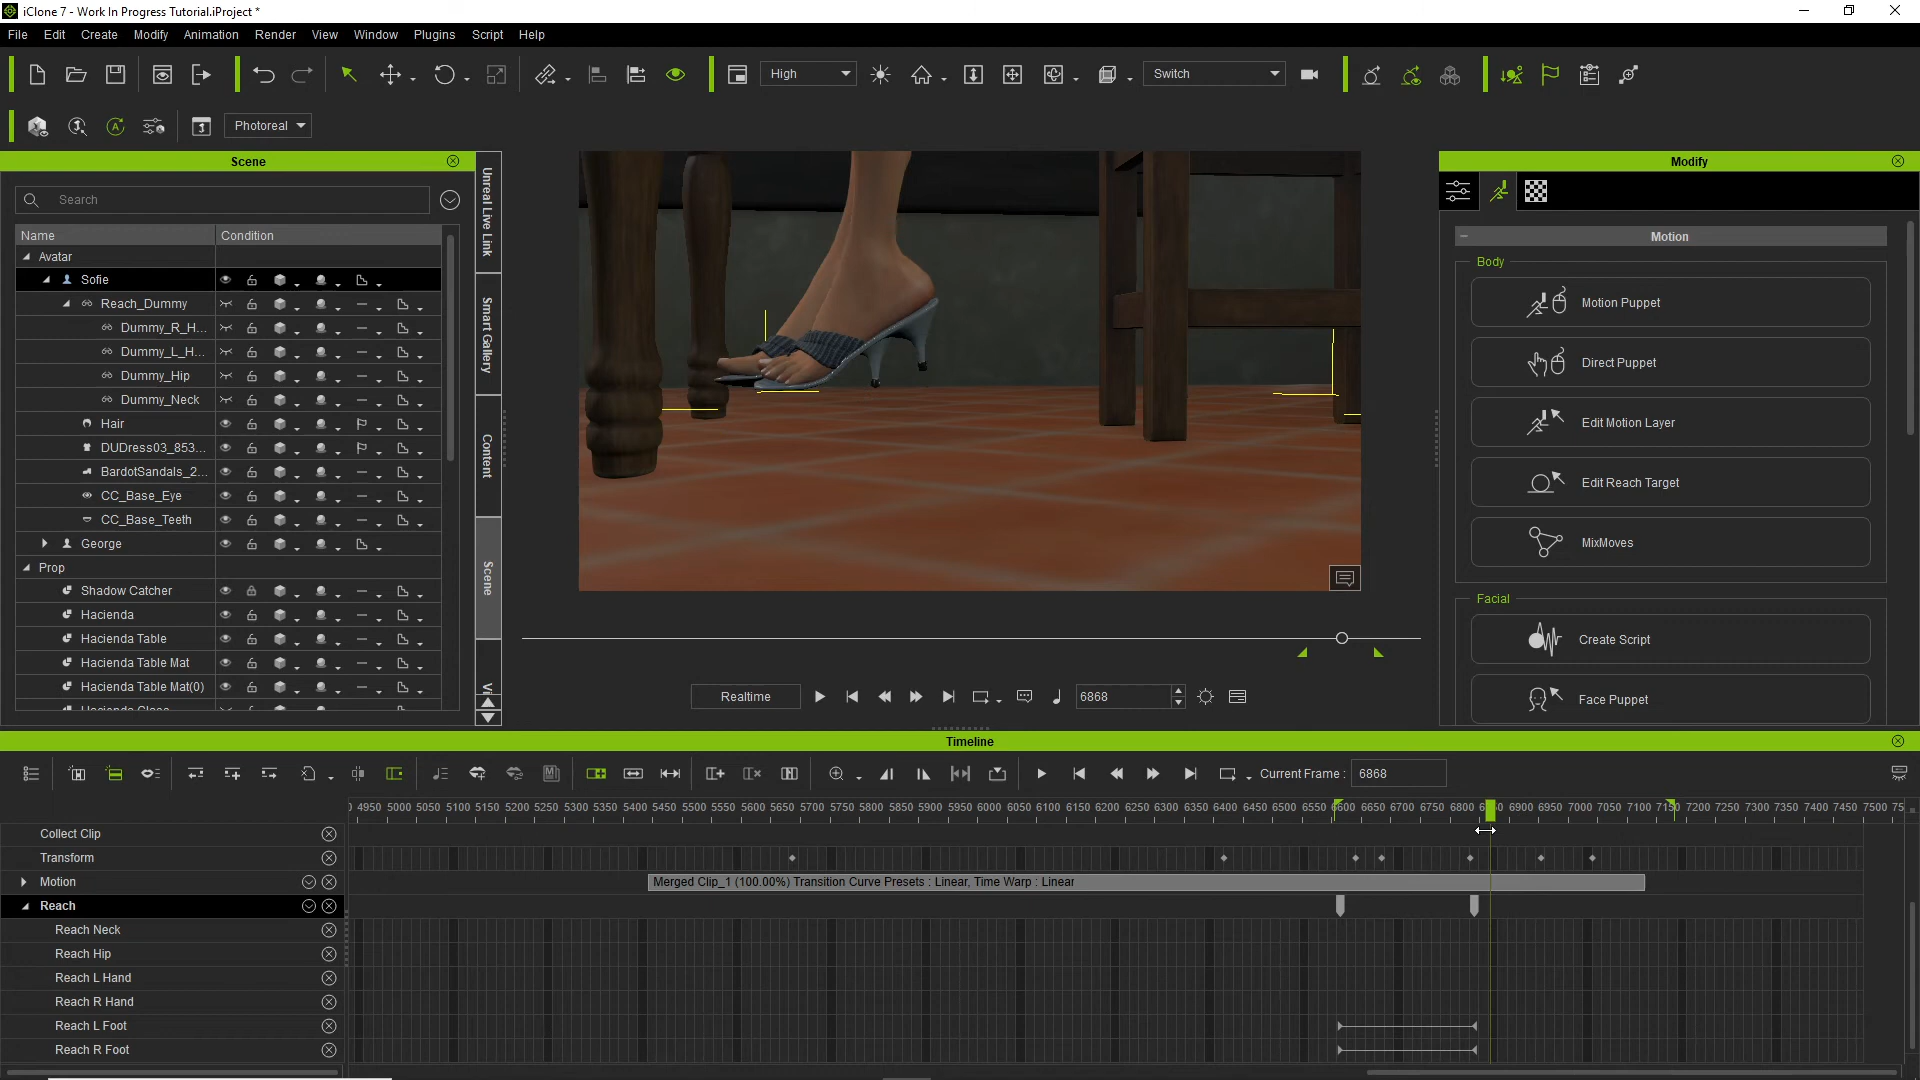 iClone 7 - Work In Progress Tutorial.iProject *
File Edit Create Modify Animation Render View Window Plugins Script Help
High
Switch
Photoreal
Scene
Search
Name Condition
Avatar
Sofie
Reach_Dummy
Dummy_R_H...
Dummy_L_H...
Dummy_Hip
Dummy_Neck
Hair
DUDress03_853...
BardotSandals_2...
CC_Base_Eye
CC_Base_Teeth
George
Prop
Shadow Catcher
Hacienda
Hacienda Table
Hacienda Table Mat
Hacienda Table Mat(0)
Unreal Live Link
Smart Gallery
Content
Scene
Vi
Realtime
6868
Modify
Motion
Body
Motion Puppet
Direct Puppet
Edit Motion Layer
Edit Reach Target
MixMoves
Facial
Create Script
Face Puppet
Timeline
Current Frame : 6868
4950 5000 5050 5100 5150 5200 5250 5300 5350 5400 5450 5500 5550 5600 5650 5700 5750 5800 5850 5900 5950 6000 6050 6100 6150 6200 6250 6300 6350 6400 6450 6500 6550 6600 6650 6700 6750 6800 6900 6950 7000 7050 7100 7150 7200 7250 7300 7350 7400 7450 7500 75
Collect Clip
Transform
Motion
Merged Clip_1 (100.00%) Transition Curve Presets : Linear, Time Warp : Linear
Reach
Reach Neck
Reach Hip
Reach L Hand
Reach R Hand
Reach L Foot
Reach R Foot